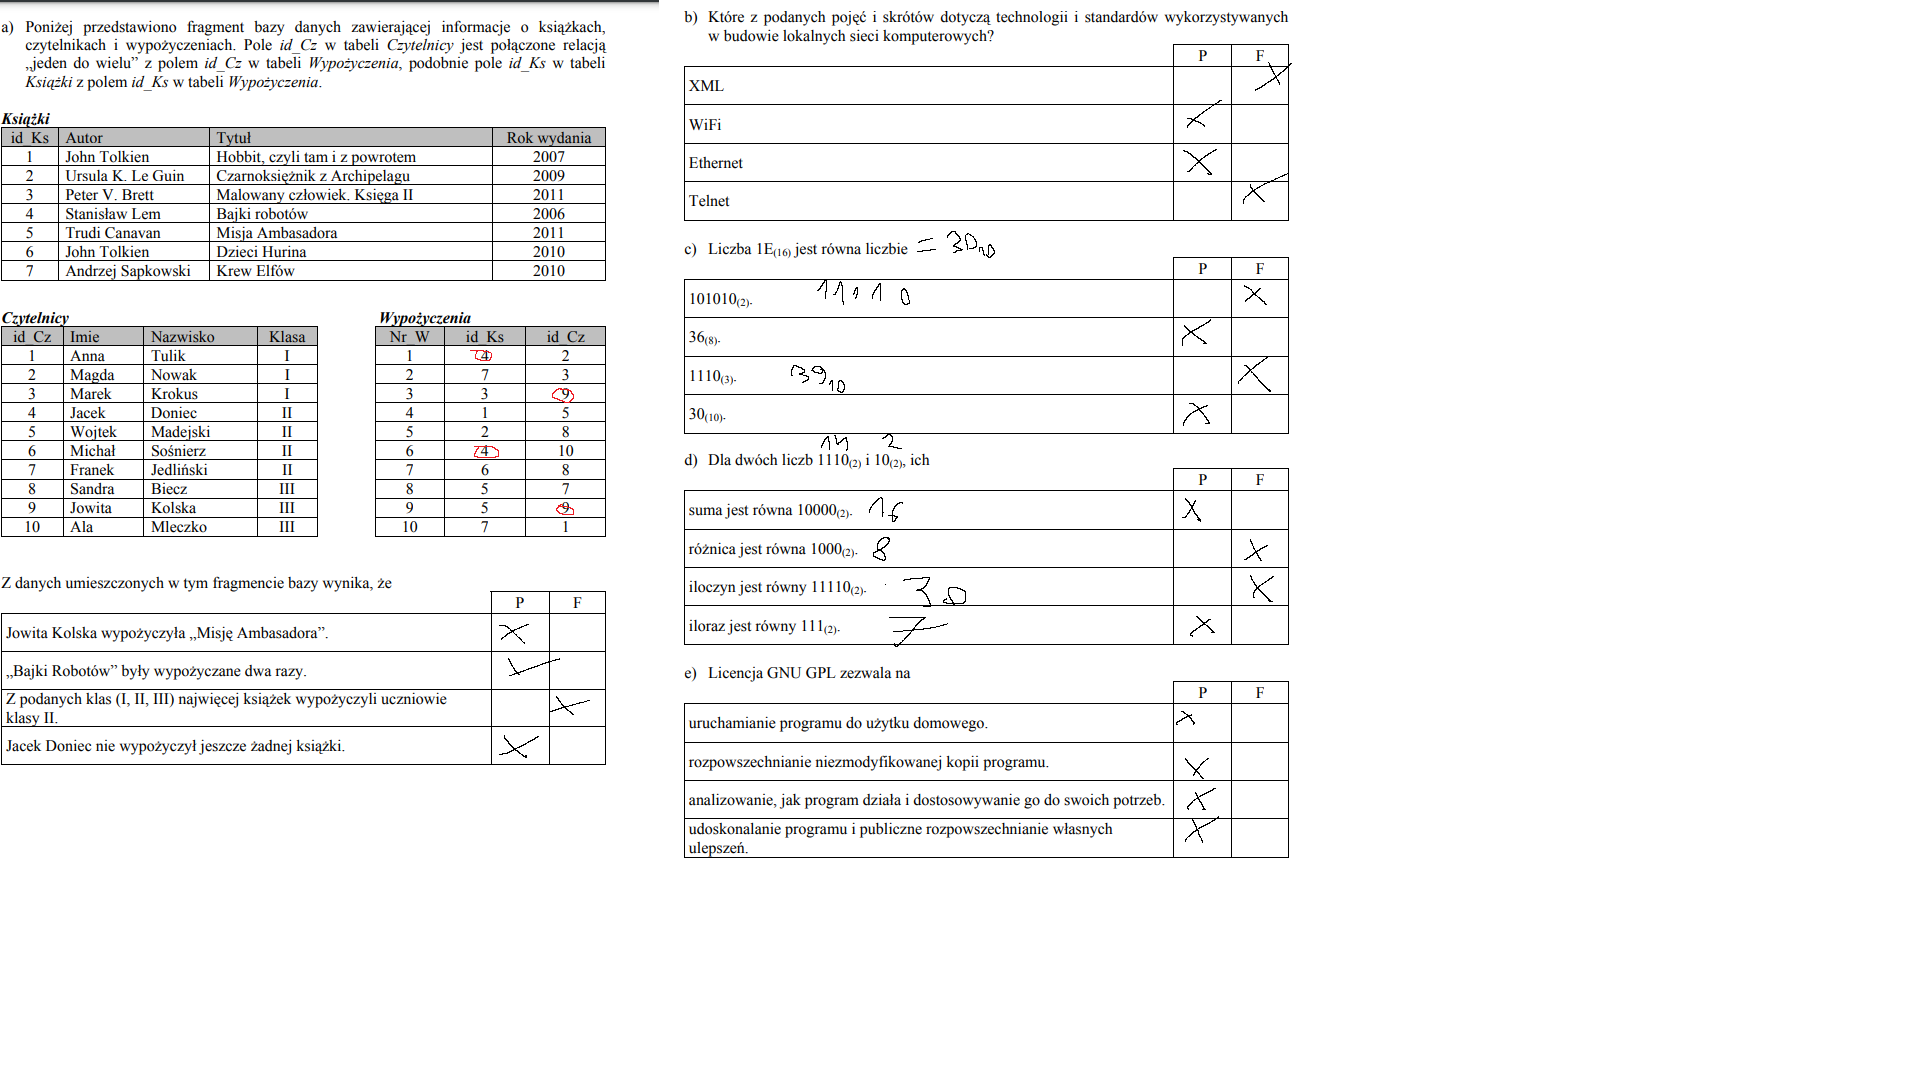 a) Poniżej przedstawiono fragment bazy danych zawierającej informacje o książkach,
czytelnikach i wypożyczeniach. Pole id_Cz w tabeli Czytelnicy jest połączone relacją
„jeden do wielu” z polem id_Cz w tabeli Wypożyczenia, podobnie pole id_Ks w tabeli
Książki z polem id_Ks w tabeli Wypożyczenia.
Książki
id_Ks Autor Tytuł Rok wydania
1 John Tolkien Hobbit, czyli tam i z powrotem 2007
2 Ursula K. Le Guin Czarnoksiężnik z Archipelagu 2009
3 Peter V. Brett Malowany człowiek. Księga II 2011
4 Stanisław Lem Bajki robotów 2006
5 Trudi Canavan Misja Ambasadora 2011
6 John Tolkien Dzieci Hurina 2010
7 Andrzej Sapkowski Krew Elfów 2010
Czytelnicy
id_Cz Imie Nazwisko Klasa
1 Anna Tulik I
2 Magda Nowak I
3 Marek Krokus I
4 Jacek Doniec II
5 Wojtek Madejski II
6 Michał Sośnierz II
7 Franek Jedliński II
8 Sandra Biecz III
9 Jowita Kolska III
10 Ala Mleczko III
Wypożyczenia
Nr_W id_Ks id_Cz
1 4 2
2 7 3
3 3 9
4 1 5
5 2 8
6 4 10
7 6 8
8 5 7
9 5 9
10 7 1
Z danych umieszczonych w tym fragmencie bazy wynika, że
P F
Jowita Kolska wypożyczyła „Misję Ambasadora”. X
„Bajki Robotów” były wypożyczane dwa razy. X
Z podanych klas (I, II, III) najwięcej książek wypożyczyli uczniowie X
klasy II.
Jacek Doniec nie wypożyczył jeszcze żadnej książki. X
b) Które z podanych pojęć i skrótów dotyczą technologii i standardów wykorzystywanych
w budowie lokalnych sieci komputerowych?
P F
XML X
WiFi X
Ethernet X
Telnet X
c) Liczba 1E(16) jest równa liczbie = 30 10
P F
101010(2). 11010 X
36(8). X
1110(3). 39 10 X
30(10). X
14 2
d) Dla dwóch liczb 1110(2) i 10(2), ich
P F
suma jest równa 10000(2). 16 X
różnica jest równa 1000(2). 8 X
iloczyn jest równy 11110(2). 30 X
iloraz jest równy 111(2). 7 X
e) Licencja GNU GPL zezwala na
P F
uruchamianie programu do użytku domowego. X
rozpowszechnianie niezmodyfikowanej kopii programu. X
analizowanie, jak program działa i dostosowywanie go do swoich potrzeb. X
udoskonalanie programu i publiczne rozpowszechnianie własnych X
ulepszeń.